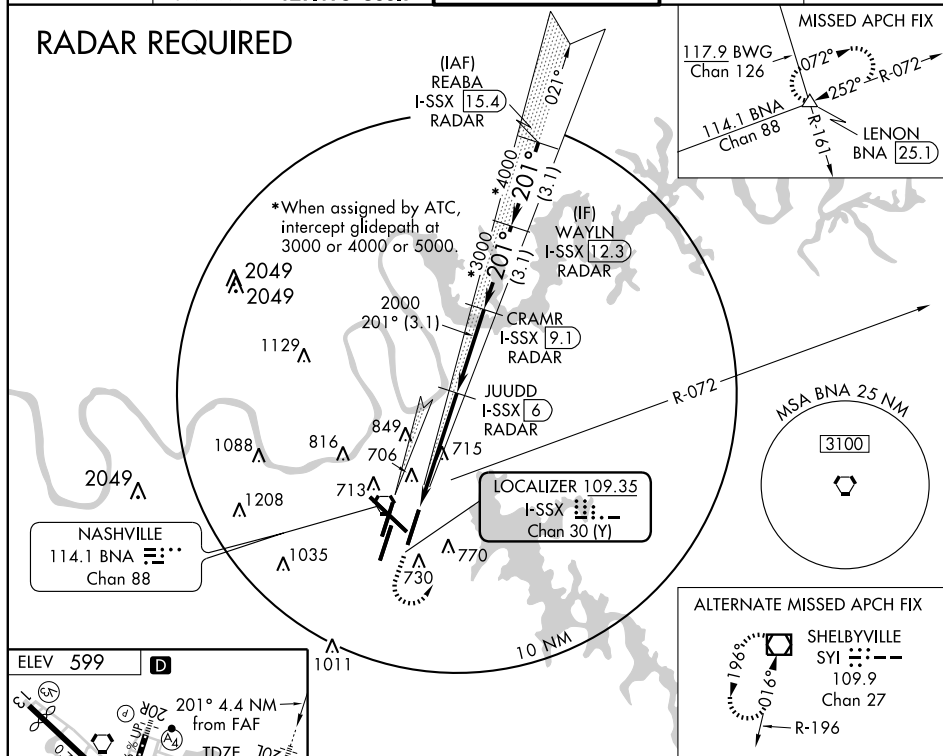 RADAR REQUIRED
(IAF)
REABA
I-SSX 15.4
RADAR
021°
*4000
201°
(3.1)
*When assigned by ATC,
intercept glidepath at
3000 or 4000 or 5000.
(IF)
WAYLN
I-SSX 12.3
RADAR
*3000
201°
(3.1)
2000
201° (3.1)
CRAMR
I-SSX 9.1
RADAR
JUUDD
I-SSX 6
RADAR
R-072
2049
2049
1129
849
1088
816
706
715
713
2049
1208
1035
770
730
1011
10 NM
NASHVILLE
114.1 BNA
Chan 88
LOCALIZER 109.35
I-SSX
Chan 30 (Y)
MISSED APCH FIX
117.9 BWG
Chan 126
072°
252°
R-072
114.1 BNA
Chan 88
R-161
LENON
BNA 25.1
MSA BNA 25 NM
3100
ALTERNATE MISSED APCH FIX
SHELBYVILLE
SYI
109.9
Chan 27
196°
016°
R-196
ELEV 599
D
V3
13
P
20R
A4
% UP
201° 4.4 NM
from FAF
TDZE